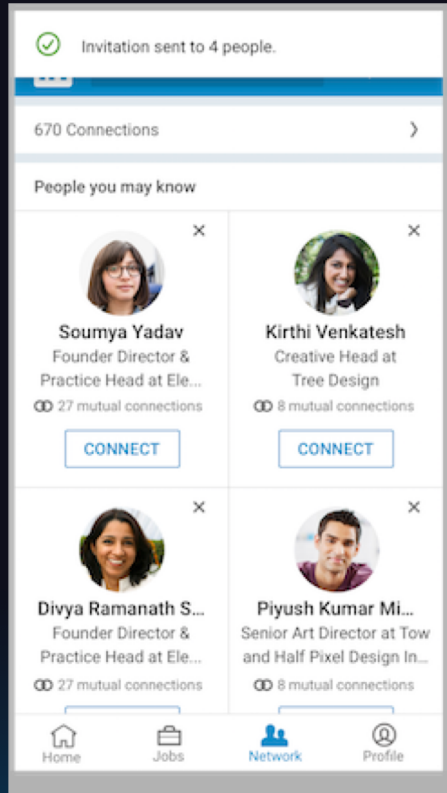 Invitation sent to 4 people.
670 Connections
People you may know
Soumya Yadav
Founder Director &
Practice Head at Ele...
27 mutual connections
CONNECT
Kirthi Venkatesh
Creative Head at
Tree Design
8 mutual connections
CONNECT
Divya Ramanath S...
Founder Director &
Practice Head at Ele...
27 mutual connections
Piyush Kumar Mi...
Senior Art Director at Tow
and Half Pixel Design In...
8 mutual connections
Home
Jobs
Network
Profile